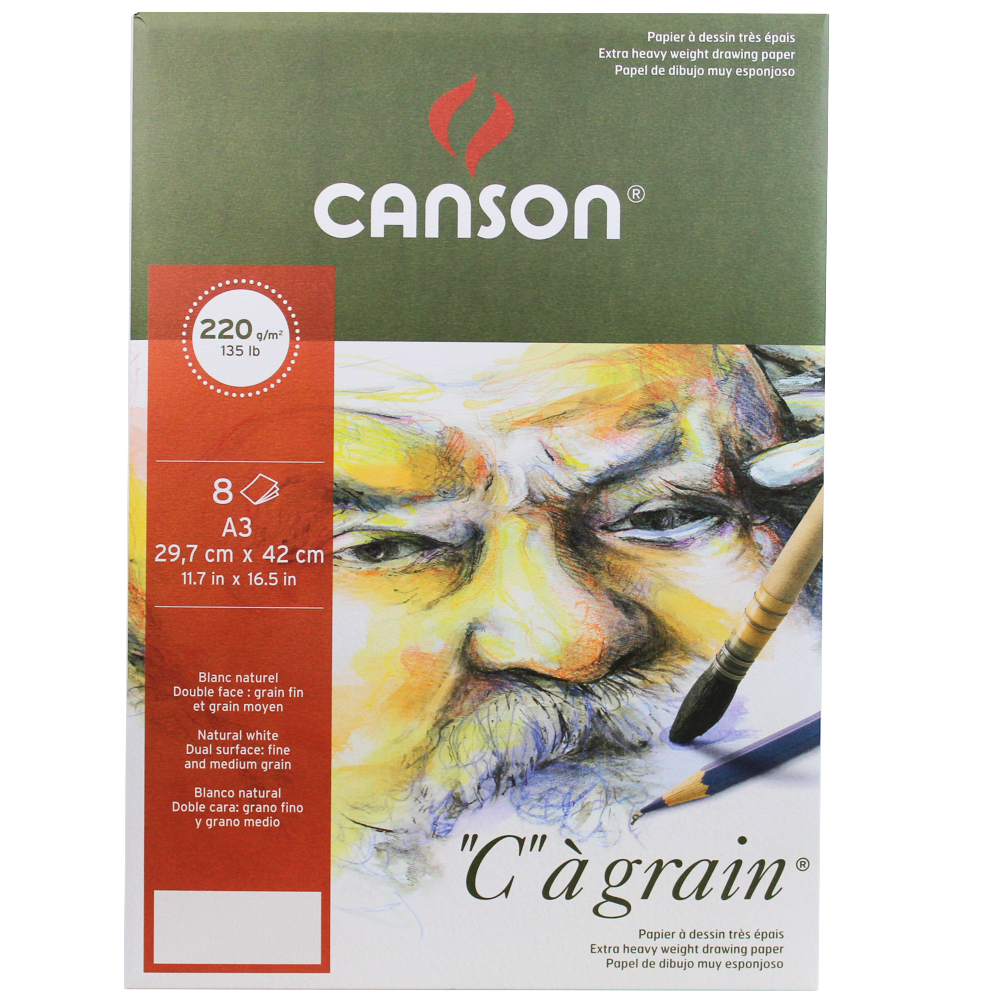 Papier à dessin très épais
Extra heavy weight drawing paper
Papel de dibujo muy esponjoso
CANSON®
220 g/m²
135 lb
8
A3
29,7 cm x 42 cm
11.7 in x 16.5 in
Blanc naturel
Double face : grain fin
et grain moyen
Natural white
Dual surface: fine
and medium grain
Blanco natural
Doble cara: grano fino
y grano medio
"C" à grain®
Papier à dessin très épais
Extra heavy weight drawing paper
Papel de dibujo muy esponjoso